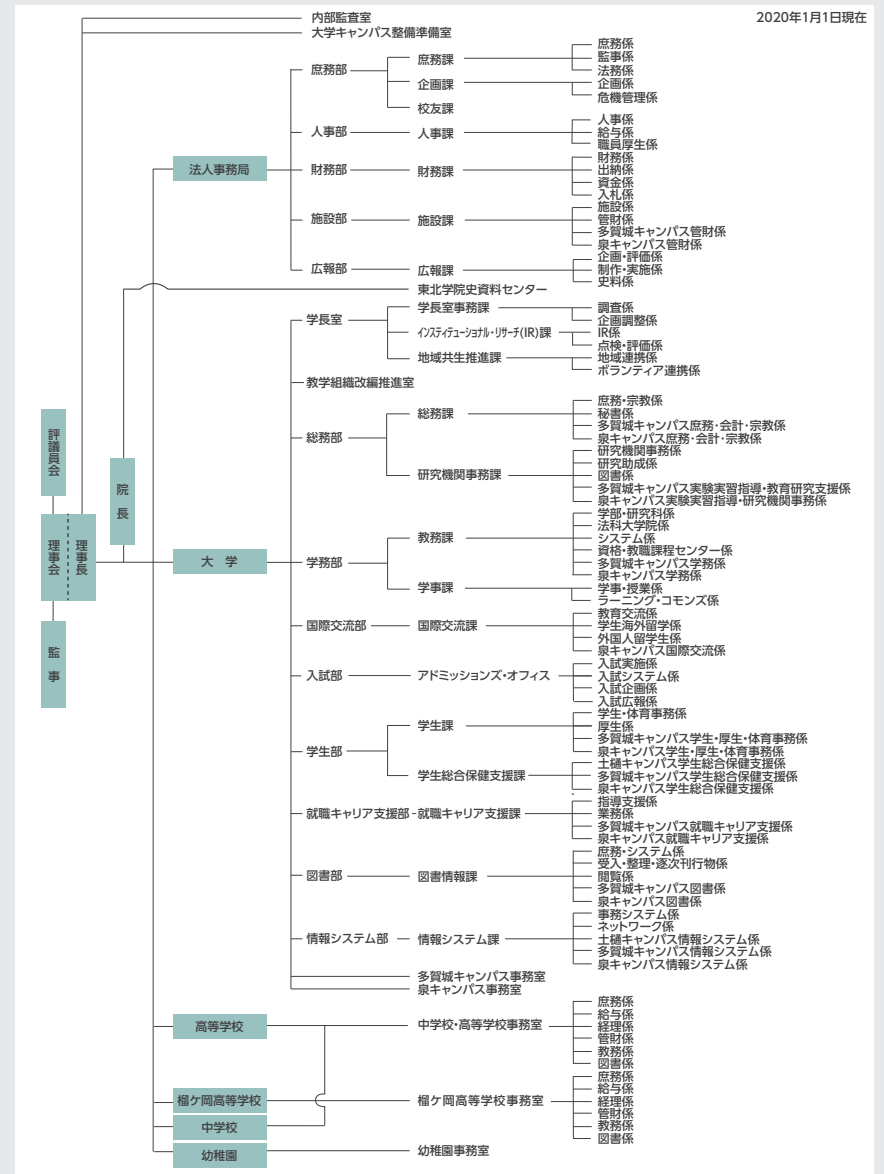 2020年1月1日現在
内部監査室
大学キャンパス整備準備室
評議員会
理事会
理事長
監事
院長
法人事務局
庶務部
庶務課
庶務係
監事係
法務係
企画課
企画係
危機管理係
校友課
人事部
人事課
人事係
給与係
職員厚生係
財務部
財務課
財務係
出納係
資金係
入札係
施設部
施設課
施設係
管財係
多賀城キャンパス管財係
泉キャンパス管財係
広報部
広報課
企画・評価係
制作・実施係
史料係
東北学院史資料センター
大学
学長室
学長室事務課
調査係
企画調整係
インスティテューショナル・リサーチ(IR)課
IR係
点検・評価係
地域共生推進課
地域連携係
ボランティア連携係
教学組織改編推進室
総務部
総務課
庶務・宗教係
秘書係
多賀城キャンパス庶務・会計・宗教係
泉キャンパス庶務・会計・宗教係
研究機関事務課
研究機関事務係
研究助成係
図書係
多賀城キャンパス実験実習指導・教育研究支援係
泉キャンパス実験実習指導・研究機関事務係
学務部
教務課
学部・研究科係
法科大学院係
システム係
資格・教職課程センター係
多賀城キャンパス学務係
泉キャンパス学務係
学事課
学事・授業係
ラーニング・コモンズ係
国際交流部
国際交流課
教育交流係
学生海外留学係
外国人留学生係
泉キャンパス国際交流係
入試部
アドミッションズ・オフィス
入試実施係
入試システム係
入試企画係
入試広報係
学生部
学生課
学生・体育事務係
厚生係
多賀城キャンパス学生・厚生・体育事務係
泉キャンパス学生・厚生・体育事務係
学生総合保健支援課
土樋キャンパス学生総合保健支援係
多賀城キャンパス学生総合保健支援係
泉キャンパス学生総合保健支援係
就職キャリア支援部
就職キャリア支援課
指導支援係
業務係
多賀城キャンパス就職キャリア支援係
泉キャンパス就職キャリア支援係
図書部
図書情報課
庶務・システム係
受入・整理・逐次刊行物係
閲覧係
多賀城キャンパス図書係
泉キャンパス図書係
情報システム部
情報システム課
事務システム係
ネットワーク係
土樋キャンパス情報システム係
多賀城キャンパス情報システム係
泉キャンパス情報システム係
多賀城キャンパス事務室
泉キャンパス事務室
高等学校
中学校・高等学校事務室
庶務係
給与係
経理係
管財係
教務係
図書係
榴ケ岡高等学校
榴ケ岡高等学校事務室
庶務係
給与係
経理係
管財係
教務係
図書係
中学校
幼稚園
幼稚園事務室